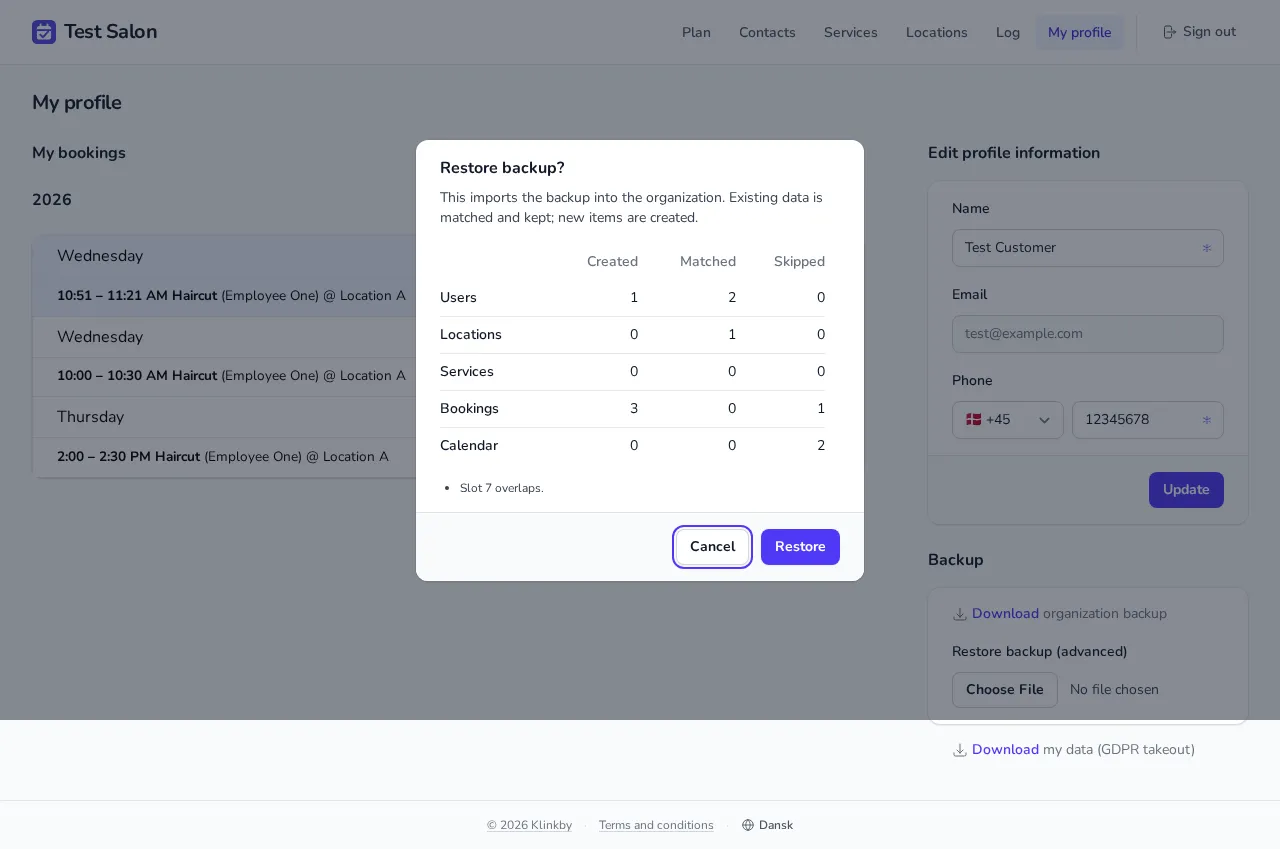 Test Salon
Plan Contacts Services Locations Log My profile Sign out
My profile
My bookings
2026
Wednesday
10:51 – 11:21 AM Haircut (Employee One) @ Location A
Wednesday
10:00 – 10:30 AM Haircut (Employee One) @ Location A
Thursday
2:00 – 2:30 PM Haircut (Employee One) @ Location A
Restore backup?
This imports the backup into the organization. Existing data is
matched and kept; new items are created.
Created Matched Skipped
Users 1 2 0
Locations 0 1 0
Services 0 0 0
Bookings 3 0 1
Calendar 0 0 2
Slot 7 overlaps.
Cancel Restore
Edit profile information
Name
Test Customer
Email
test@example.com
Phone
+45 12345678
Update
Backup
Download organization backup
Restore backup (advanced)
Choose File No file chosen
Download my data (GDPR takeout)
© 2026 Klinkby · Terms and conditions · Dansk